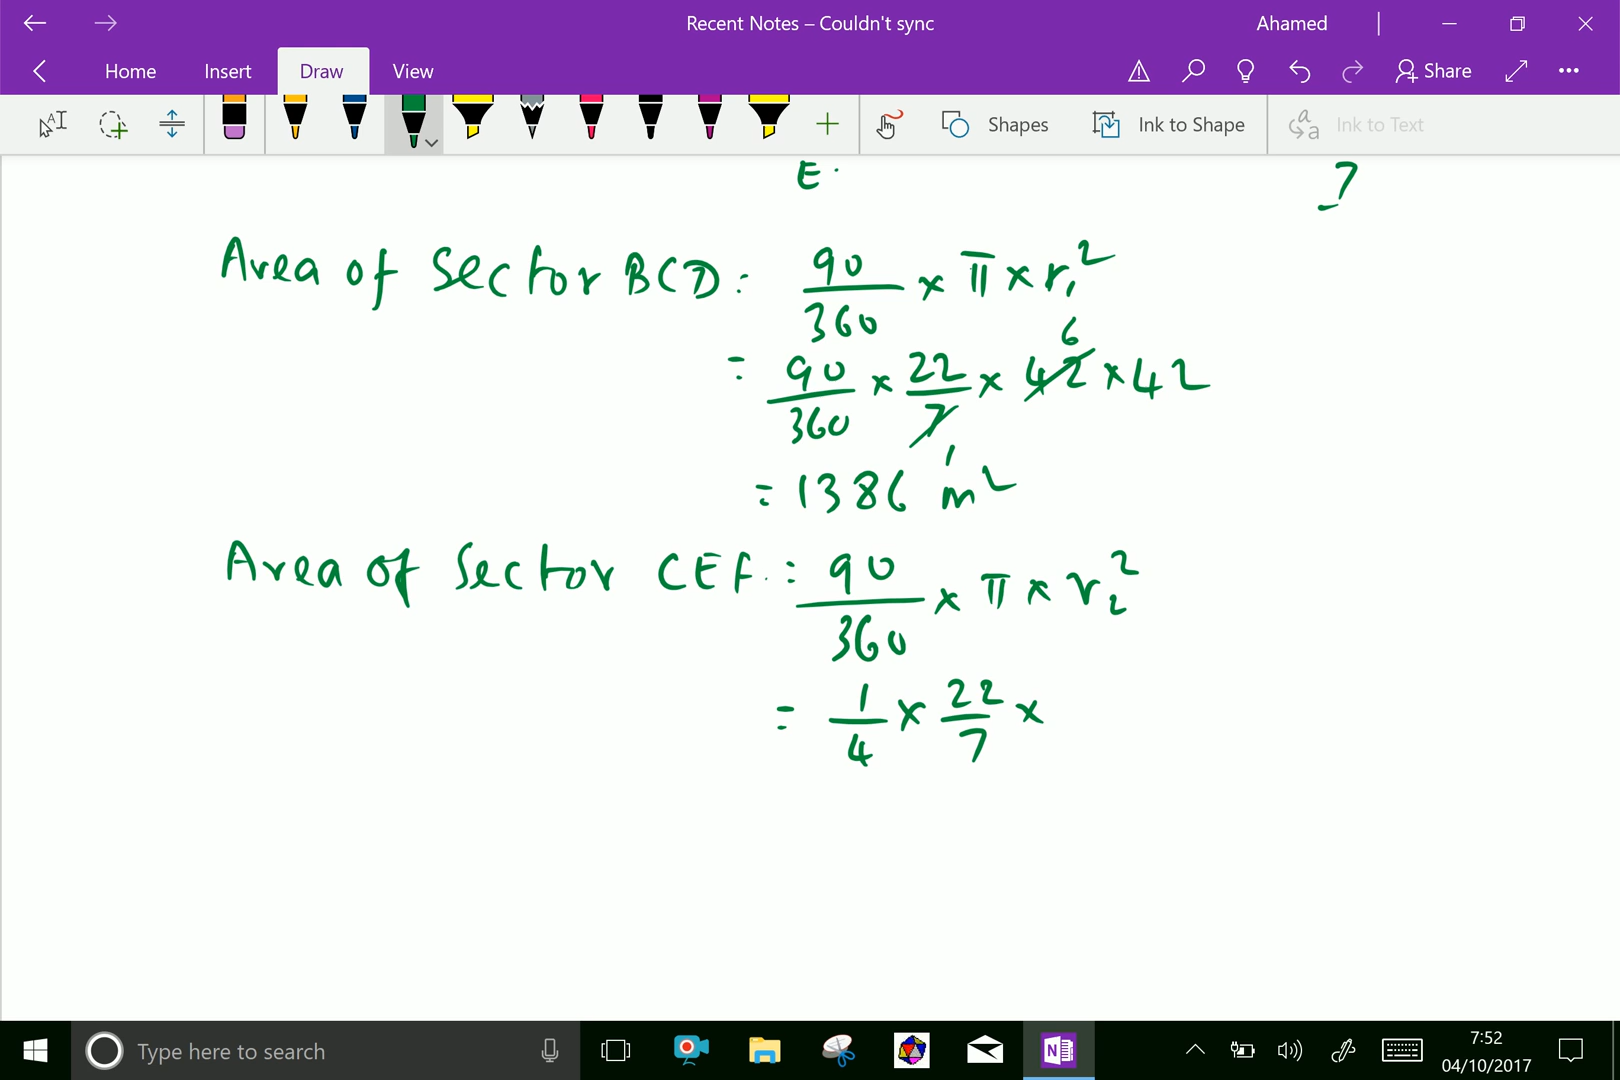 Recent Notes – Couldn't sync
Ahamed
Home Insert Draw View
Share
Shapes Ink to Shape Ink to Text
E. 7
Area of Sector BCD: 90/360 × π × r₁²
= 90/360 × 22/7 × 42 × 42
6
1
= 1386 m²
Area of Sector CEF.: 90/360 × π × r₂²
= 1/4 × 22/7 ×
Type here to search
7:52
04/10/2017